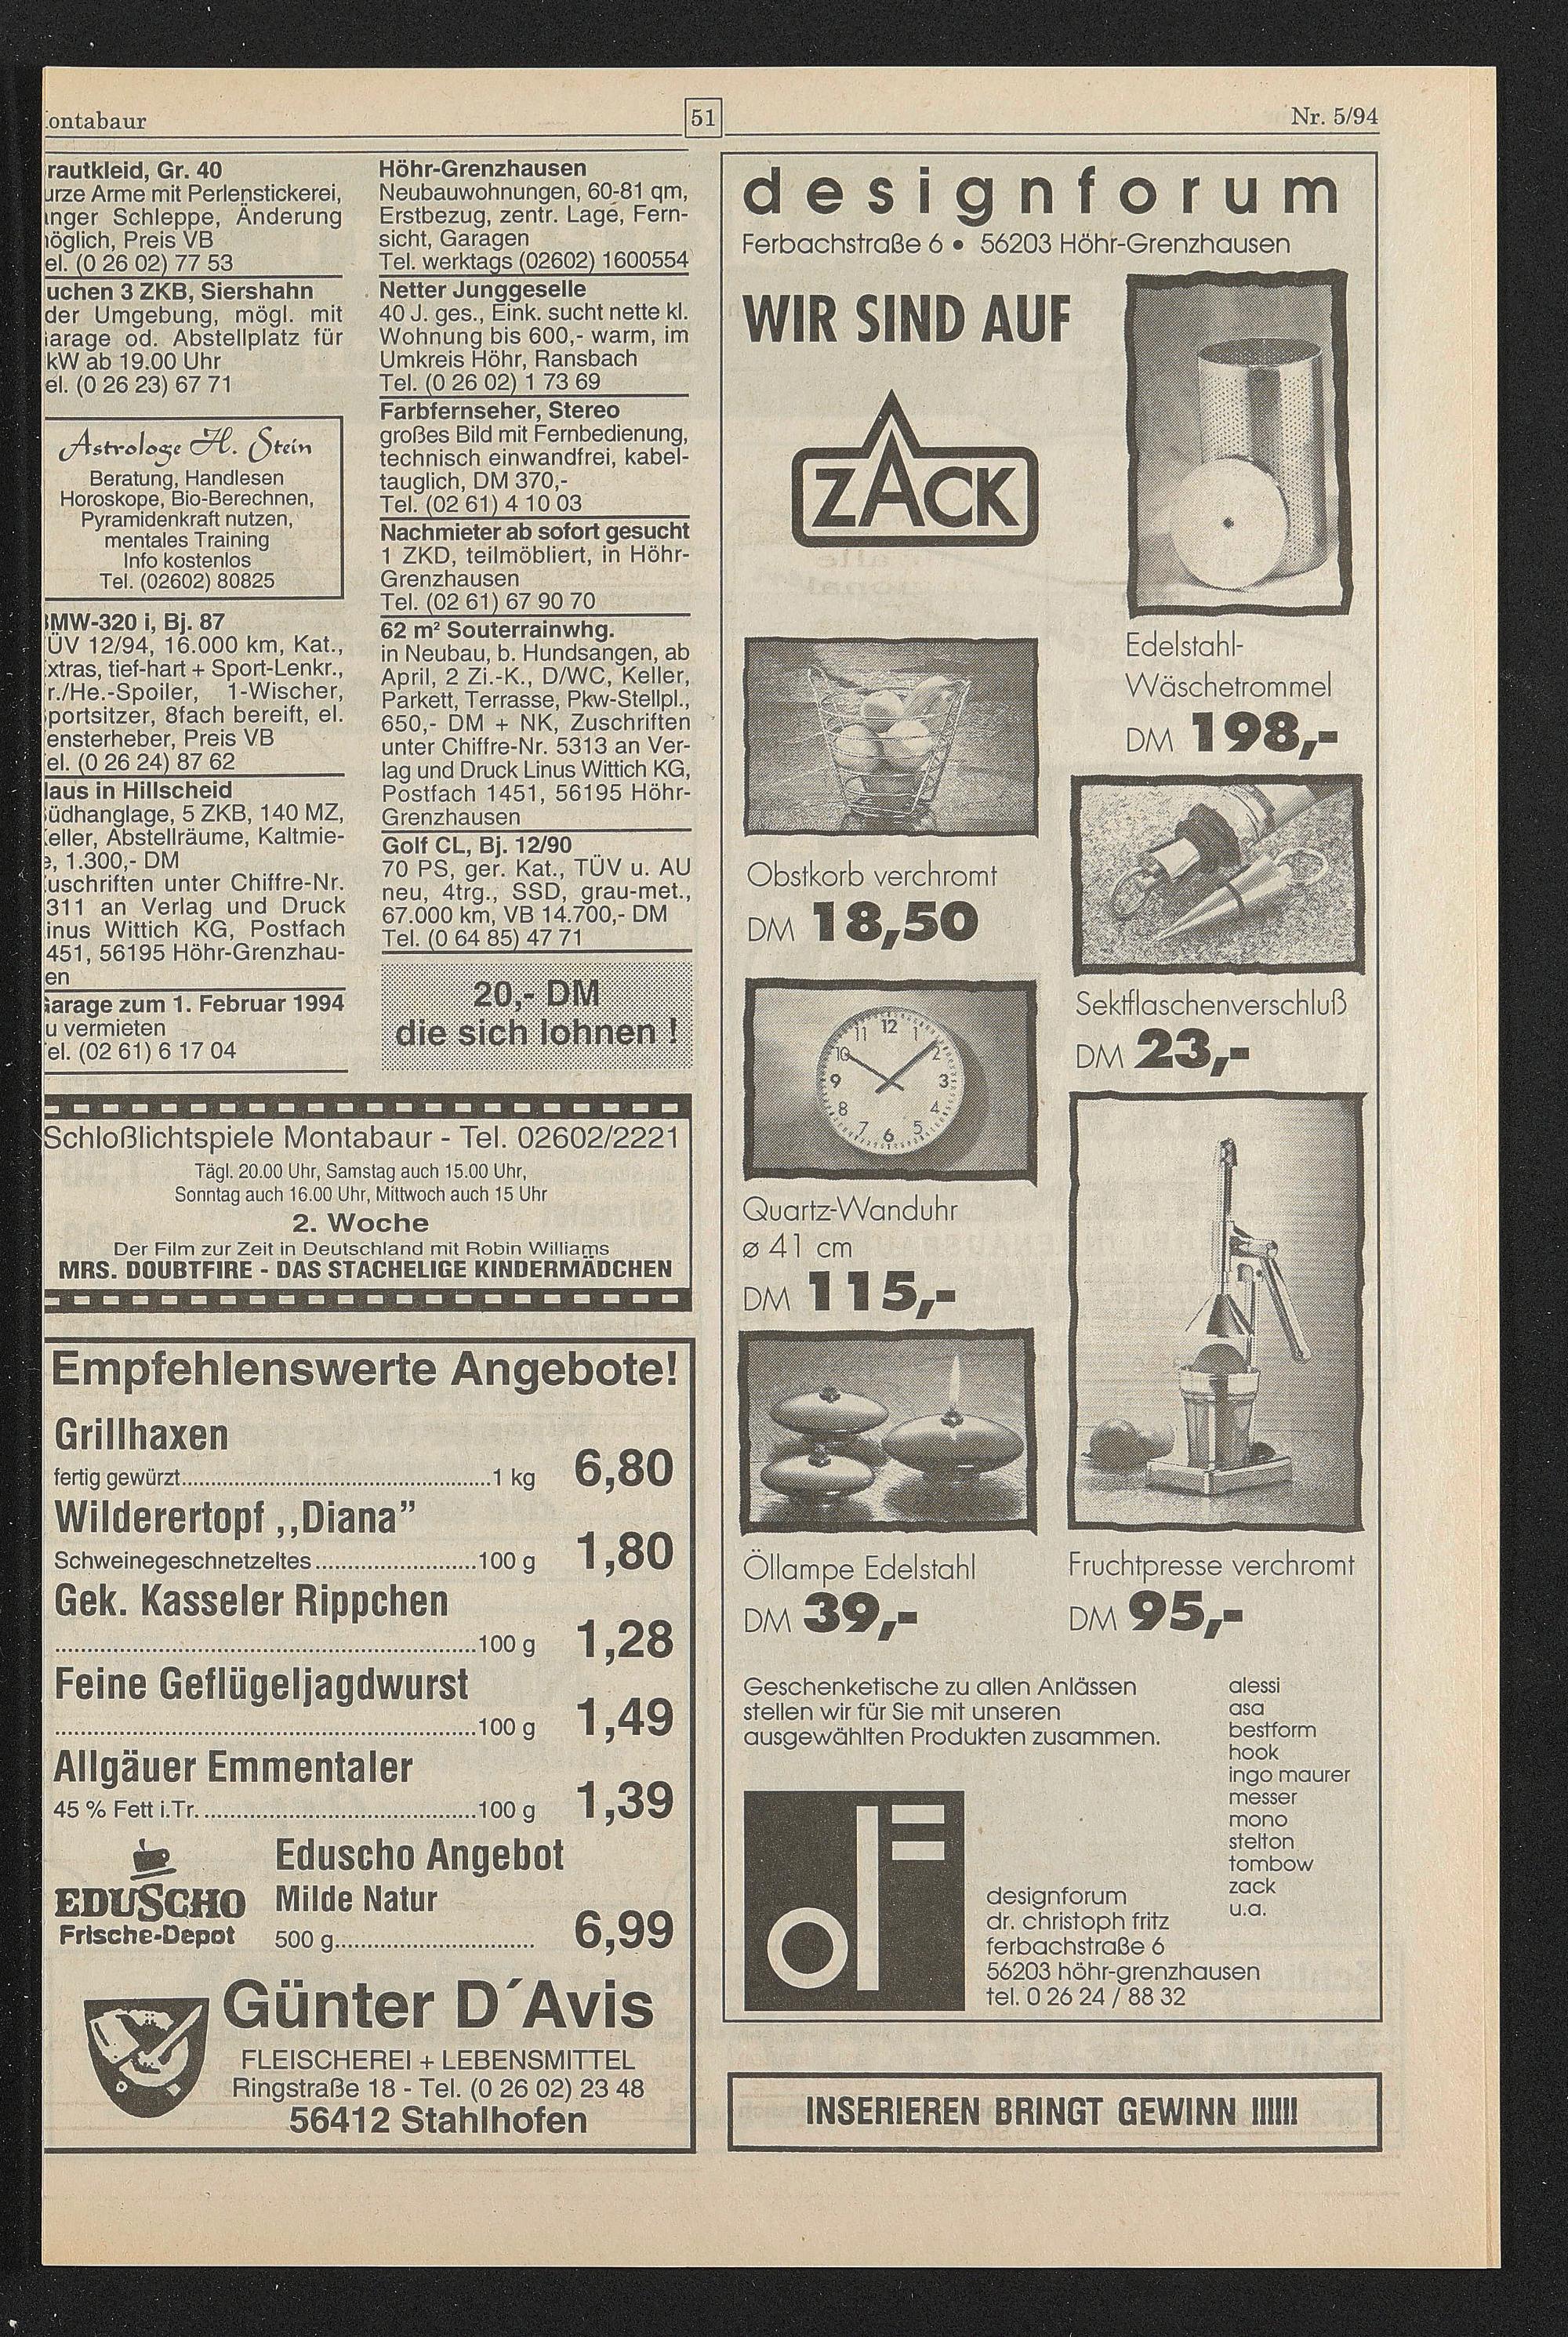 ontabaur
51
Nr. 5/94
rautkleid, Gr. 40
urze Arme mit Perlenstickerei,
nger Schleppe, Änderung
öglich, Preis VB
el. (0 26 02) 77 53
uchen 3 ZKB, Siershahn
der Umgebung, mögl. mit
arage od. Abstellplatz für
kW ab 19.00 Uhr
el. (0 26 23) 67 71
Astrologe H. Stein
Beratung, Handlesen
Horoskope, Bio-Berechnen,
Pyramidenkraft nutzen,
mentales Training
Info kostenlos
Tel. (02602) 80825
MW-320 i, Bj. 87
ÜV 12/94, 16.000 km, Kat.,
xtras, tief-hart + Sport-Lenkr.,
r./He.-Spoiler, 1-Wischer,
portsitzer, 8fach bereift, el.
ensterheber, Preis VB
el. (0 26 24) 87 62
aus in Hillscheid
üdhanglage, 5 ZKB, 140 MZ,
eller, Abstellräume, Kaltmie-
e, 1.300,- DM
uschriften unter Chiffre-Nr.
311 an Verlag und Druck
inus Wittich KG, Postfach
451, 56195 Höhr-Grenzhau-
en
arage zum 1. Februar 1994
u vermieten
el. (02 61) 6 17 04
Höhr-Grenzhausen
Neubauwohnungen, 60-81 qm,
Erstbezug, zentr. Lage, Fern-
sicht, Garagen
Tel. werktags (02602) 1600554
Netter Junggeselle
40 J. ges., Eink. sucht nette kl.
Wohnung bis 600,- warm, im
Umkreis Höhr, Ransbach
Tel. (0 26 02) 1 73 69
Farbfernseher, Stereo
großes Bild mit Fernbedienung,
technisch einwandfrei, kabel-
tauglich, DM 370,-
Tel. (02 61) 4 10 03
Nachmieter ab sofort gesucht
1 ZKD, teilmöbliert, in Höhr-
Grenzhausen
Tel. (02 61) 67 90 70
62 m² Souterrainwhg.
in Neubau, b. Hundsangen, ab
April, 2 Zi.-K., D/WC, Keller,
Parkett, Terrasse, Pkw-Stellpl.,
650,- DM + NK, Zuschriften
unter Chiffre-Nr. 5313 an Ver-
lag und Druck Linus Wittich KG,
Postfach 1451, 56195 Höhr-
Grenzhausen
Golf CL, Bj. 12/90
70 PS, ger. Kat., TÜV u. AU
neu, 4trg., SSD, grau-met.,
67.000 km, VB 14.700,- DM
Tel. (0 64 85) 47 71
20,- DM
die sich lohnen !
Schloßlichtspiele Montabaur - Tel. 02602/2221
Tägl. 20.00 Uhr, Samstag auch 15.00 Uhr,
Sonntag auch 16.00 Uhr, Mittwoch auch 15 Uhr
2. Woche
Der Film zur Zeit in Deutschland mit Robin Williams
MRS. DOUBTFIRE - DAS STACHELIGE KINDERMÄDCHEN
Empfehlenswerte Angebote!
Grillhaxen
fertig gewürzt................1 kg 6,80
Wilderertopf ,,Diana”
Schweinegeschnetzeltes................100 g 1,80
Gek. Kasseler Rippchen
................100 g 1,28
Feine Geflügeljagdwurst
................100 g 1,49
Allgäuer Emmentaler
45 % Fett i.Tr.................100 g 1,39
EDUSCHO
Frische-Depot
Eduscho Angebot
Milde Natur
500 g................ 6,99
Günter D´Avis
FLEISCHEREI + LEBENSMITTEL
Ringstraße 18 - Tel. (0 26 02) 23 48
56412 Stahlhofen
designforum
Ferbachstraße 6 • 56203 Höhr-Grenzhausen
WIR SIND AUF
ZACK
Edelstahl-
Wäschetrommel
DM 198,-
Obstkorb verchromt
DM 18,50
Sektflaschenverschluß
DM 23,-
12
1
2
3
4
5
6
7
8
9
10
11
Quartz-Wanduhr
ø 41 cm
DM 115,-
Öllampe Edelstahl
DM 39,-
Fruchtpresse verchromt
DM 95,-
Geschenketische zu allen Anlässen
stellen wir für Sie mit unseren
ausgewählten Produkten zusammen.
alessi
asa
bestform
hook
ingo maurer
messer
mono
stelton
tombow
zack
u.a.
dF
designforum
dr. christoph fritz
ferbachstraße 6
56203 höhr-grenzhausen
tel. 0 26 24 / 88 32
INSERIEREN BRINGT GEWINN !!!!!!